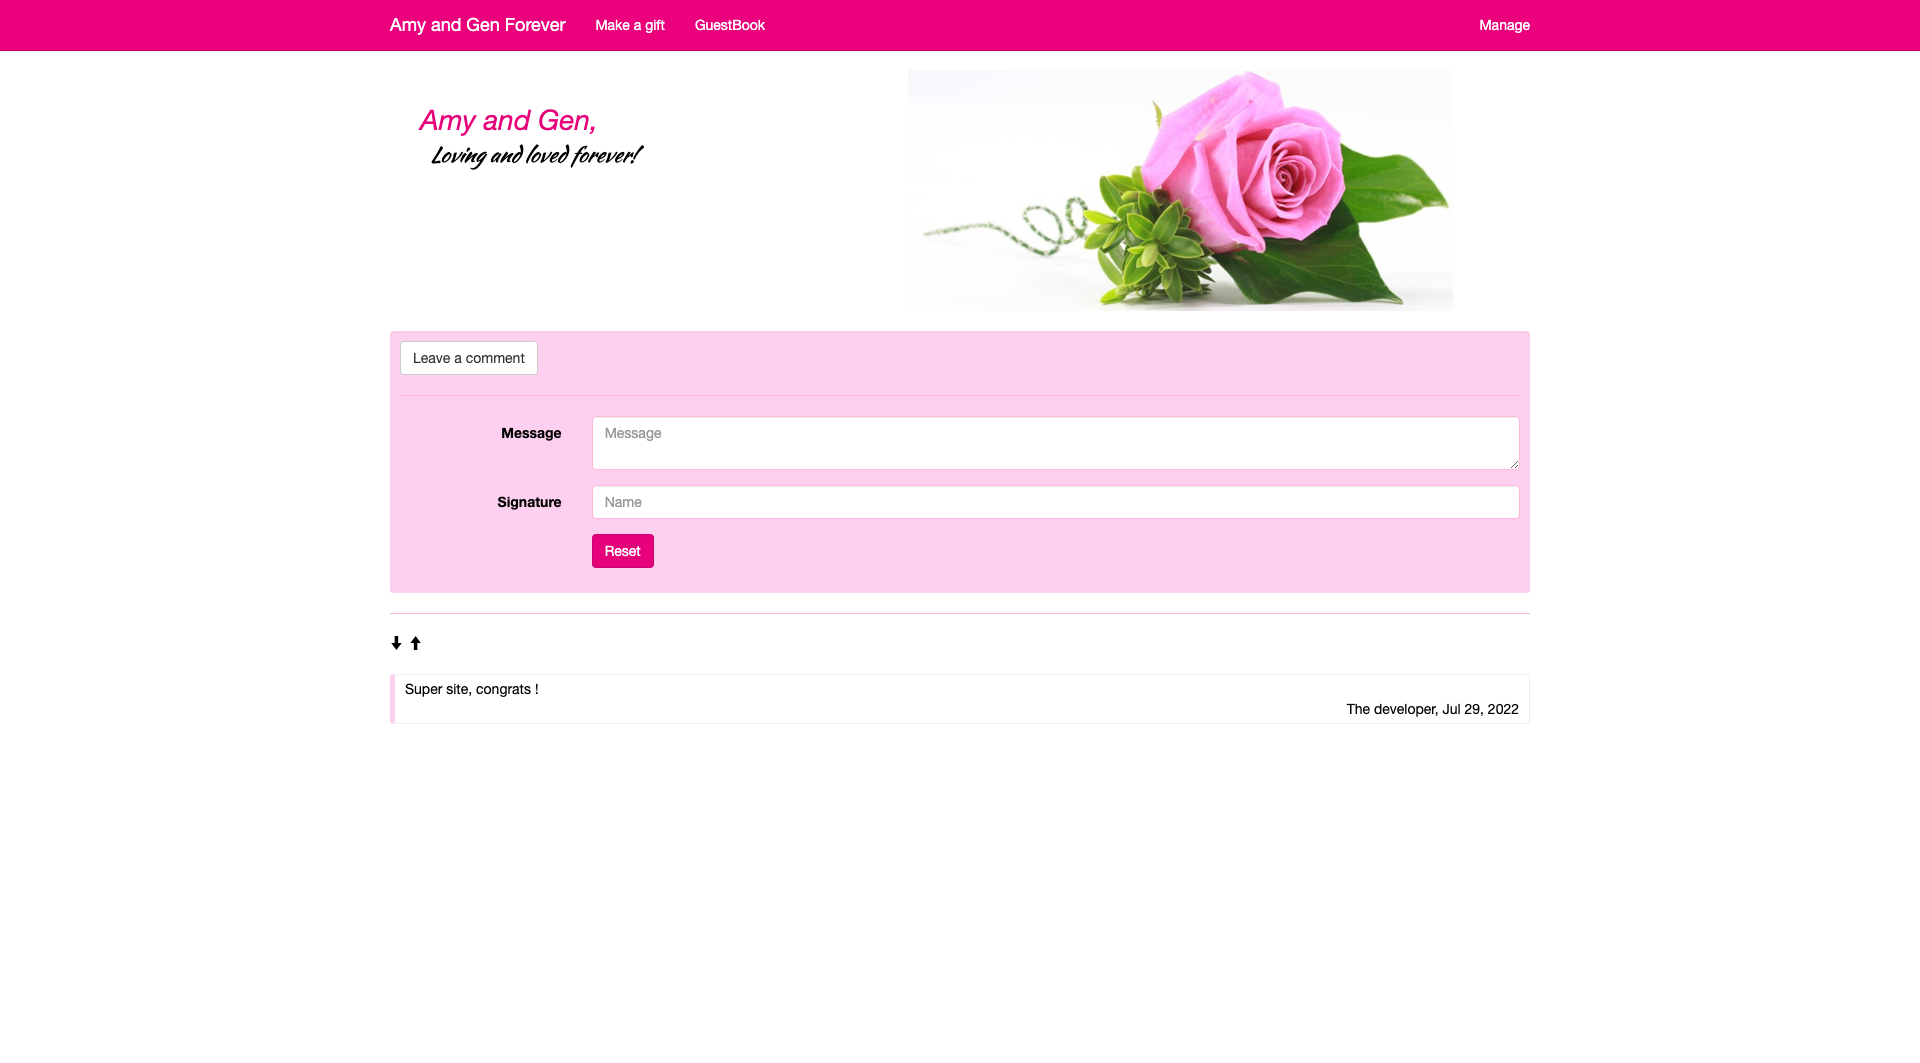 Amy and Gen Forever Make a gift GuestBook Manage
Amy and Gen,
Loving and loved forever!
Leave a comment
Message Message
Signature Name
Reset
Super site, congrats !
The developer, Jul 29, 2022